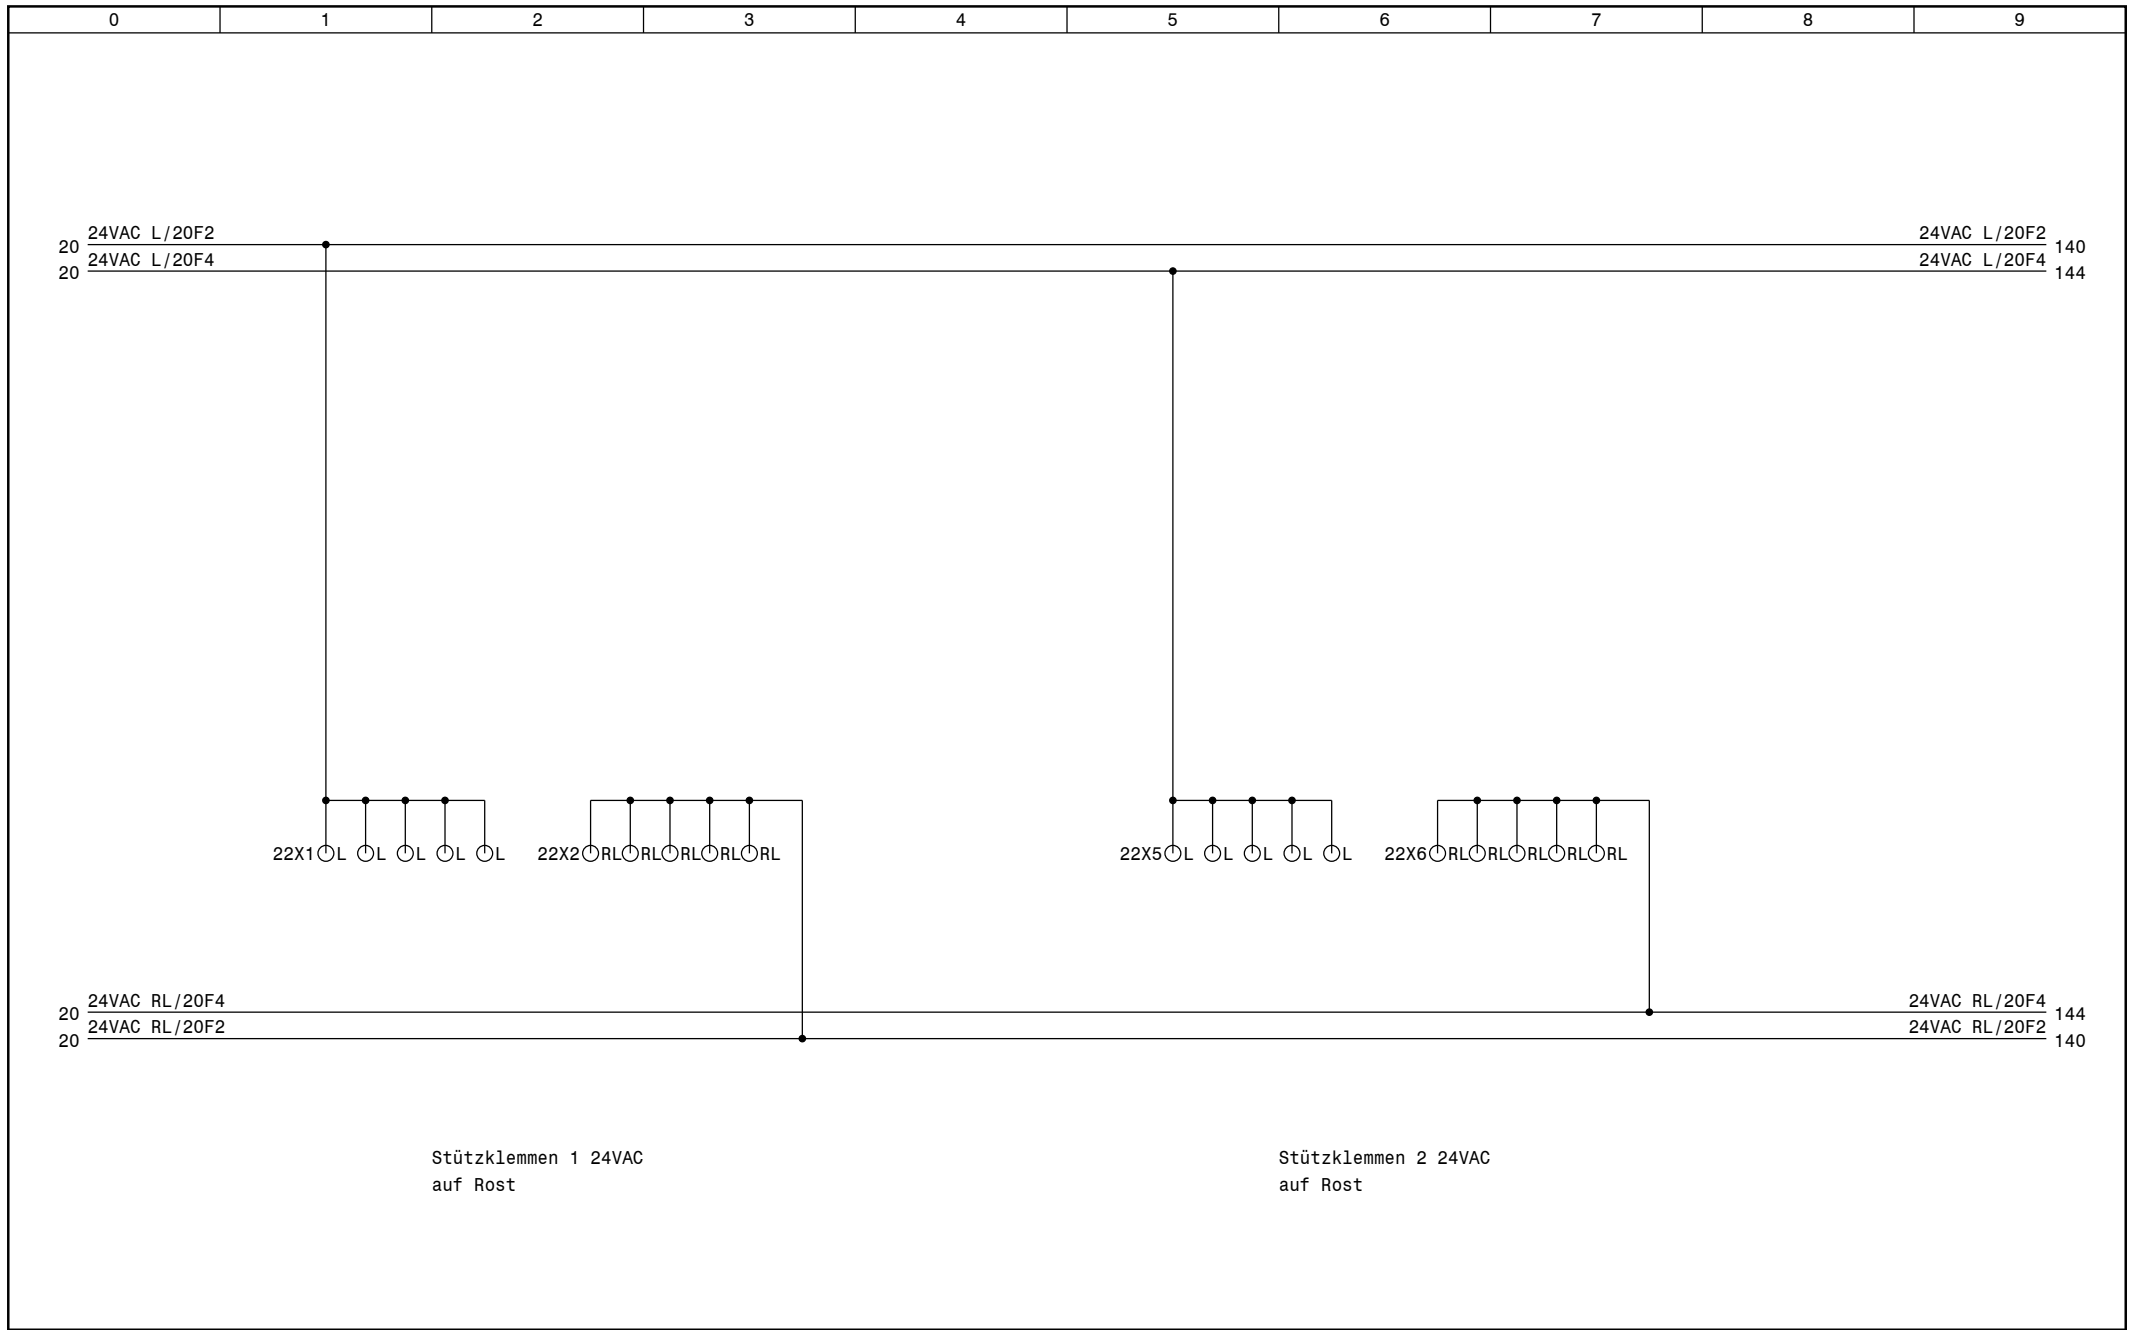 0 1 2 3 4 5 6 7 8 9
24VAC L/20F2 24VAC L/20F2
20 140
24VAC L/20F4 24VAC L/20F4
20 144
22X1 L L L L L 22X2 RL RL RL RL RL 22X5 L L L L L 22X6 RL RL RL RL RL
24VAC RL/20F4 24VAC RL/20F4
20 144
24VAC RL/20F2 24VAC RL/20F2
20 140
Stützklemmen 1 24VAC
auf Rost
Stützklemmen 2 24VAC
auf Rost